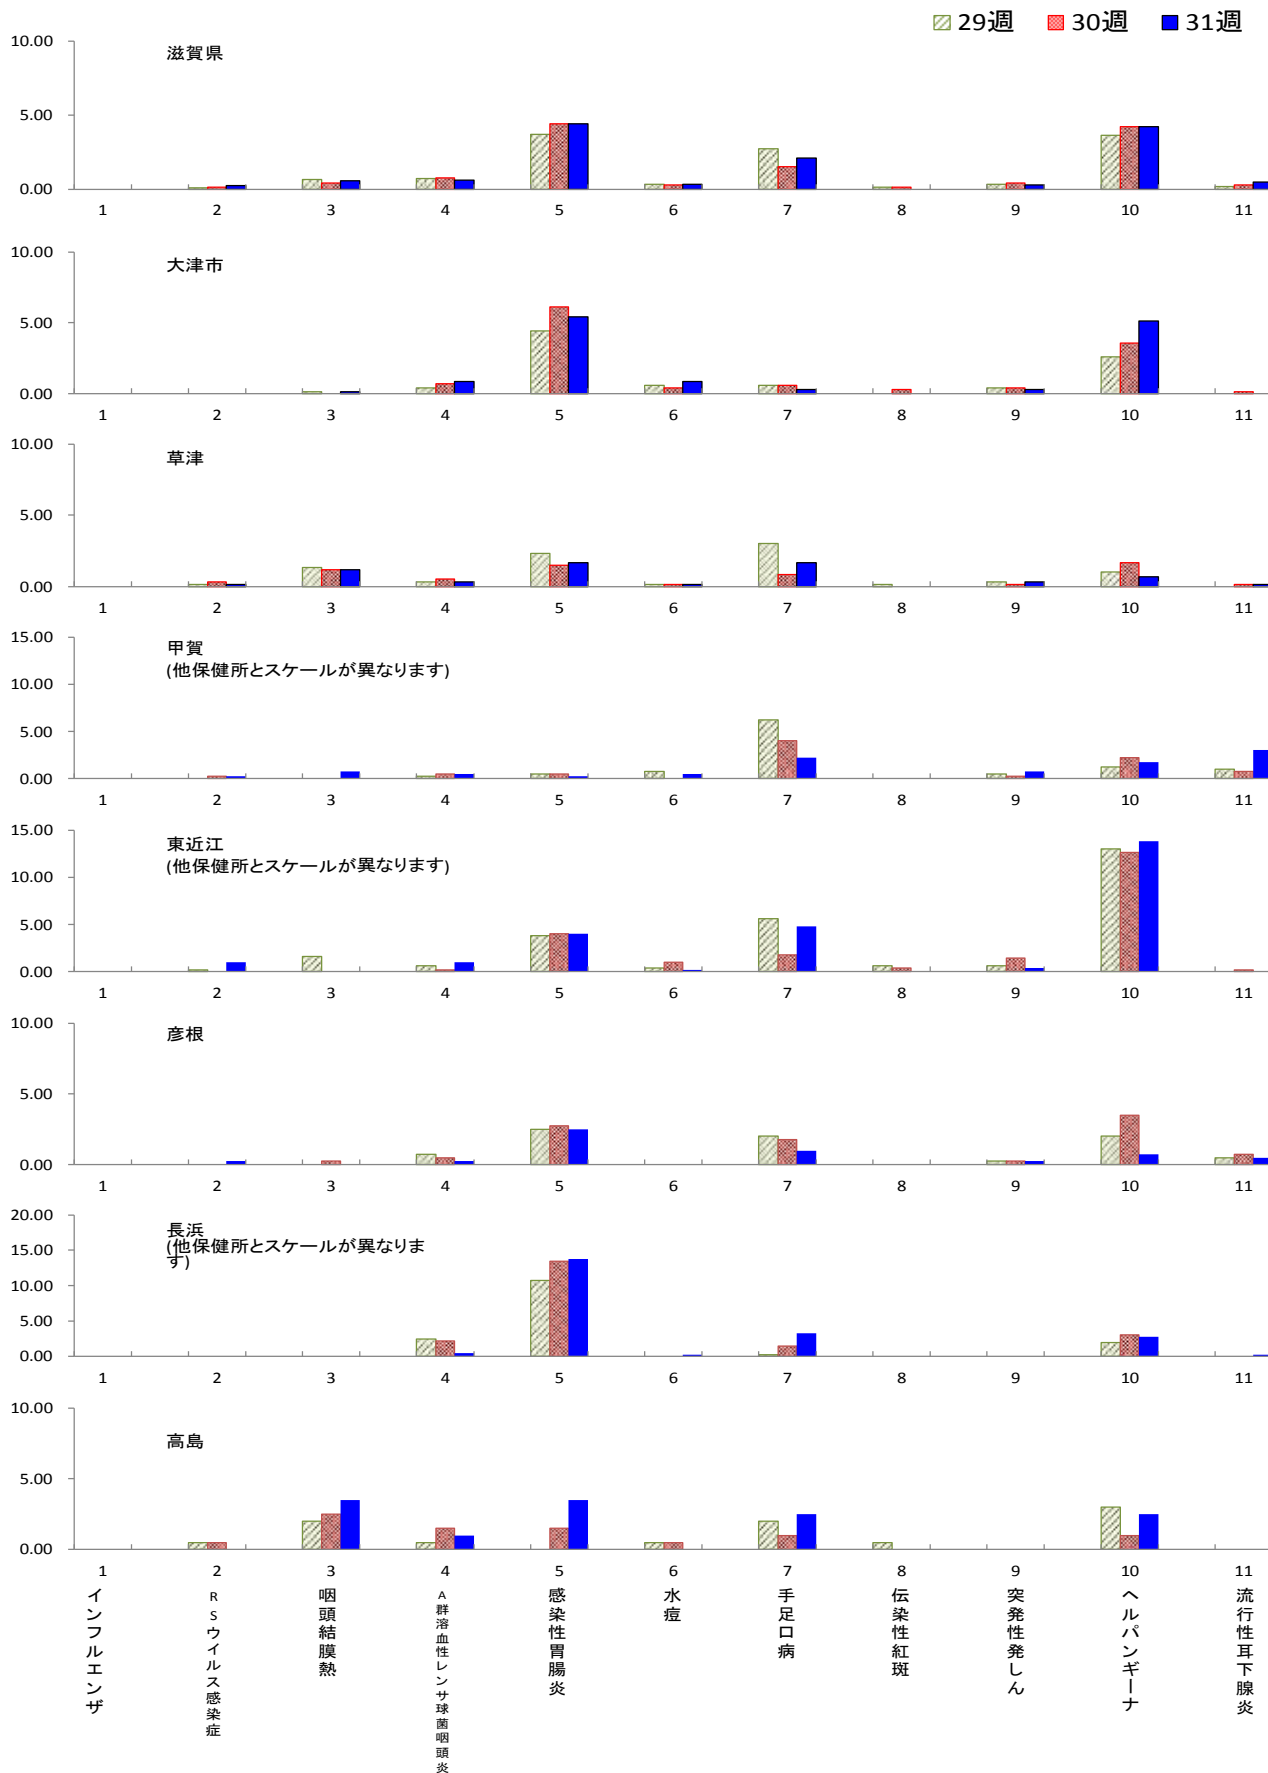 29週 30週 31週
滋賀県
10.00
5.00
0.00
1 2 3 4 5 6 7 8 9 10 11
大津市
10.00
5.00
0.00
1 2 3 4 5 6 7 8 9 10 11
草津
10.00
5.00
0.00
1 2 3 4 5 6 7 8 9 10 11
甲賀
(他保健所とスケールが異なります)
15.00
10.00
5.00
0.00
1 2 3 4 5 6 7 8 9 10 11
東近江
(他保健所とスケールが異なります)
15.00
10.00
5.00
0.00
1 2 3 4 5 6 7 8 9 10 11
彦根
10.00
5.00
0.00
1 2 3 4 5 6 7 8 9 10 11
長浜
(他保健所とスケールが異なりま
す)
20.00
15.00
10.00
5.00
0.00
1 2 3 4 5 6 7 8 9 10 11
高島
10.00
5.00
0.00
1 2 3 4 5 6 7 8 9 10 11
インフルエンザ
RSウイルス感染症
咽頭結膜熱
A群溶血性レンサ球菌咽頭炎
感染性胃腸炎
水痘
手足口病
伝染性紅斑
突発性発しん
ヘルパンギーナ
流行性耳下腺炎